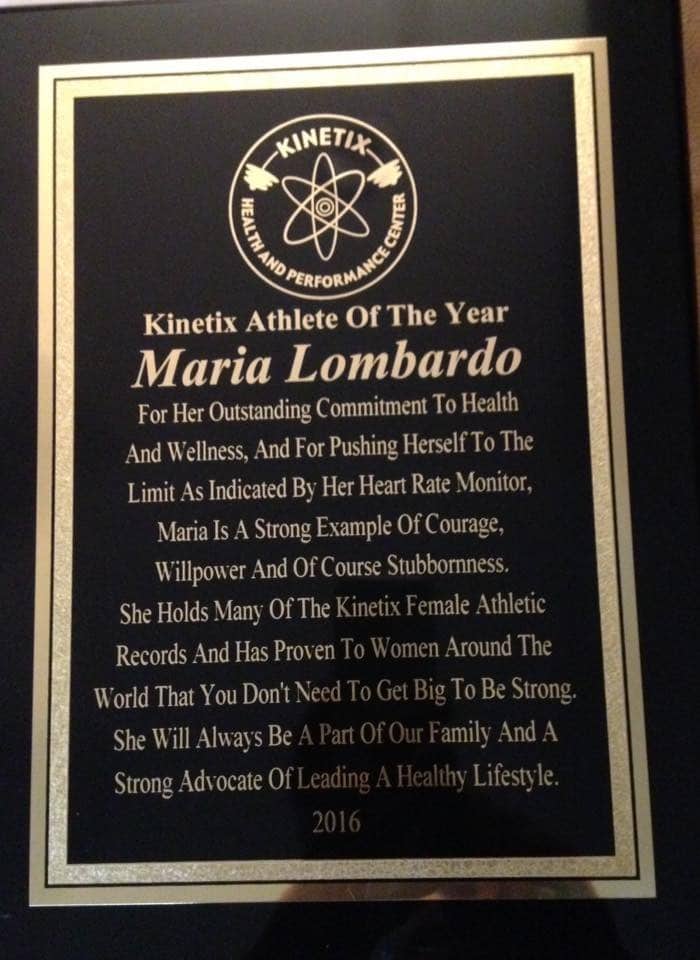 KINETIX
HEALTH AND PERFORMANCE CENTER
Kinetix Athlete Of The Year
Maria Lombardo
For Her Outstanding Commitment To Health
And Wellness, And For Pushing Herself To The
Limit As Indicated By Her Heart Rate Monitor,
Maria Is A Strong Example Of Courage,
Willpower And Of Course Stubbornness.
She Holds Many Of The Kinetix Female Athletic
Records And Has Proven To Women Around The
World That You Don't Need To Get Big To Be Strong.
She Will Always Be A Part Of Our Family And A
Strong Advocate Of Leading A Healthy Lifestyle.
2016